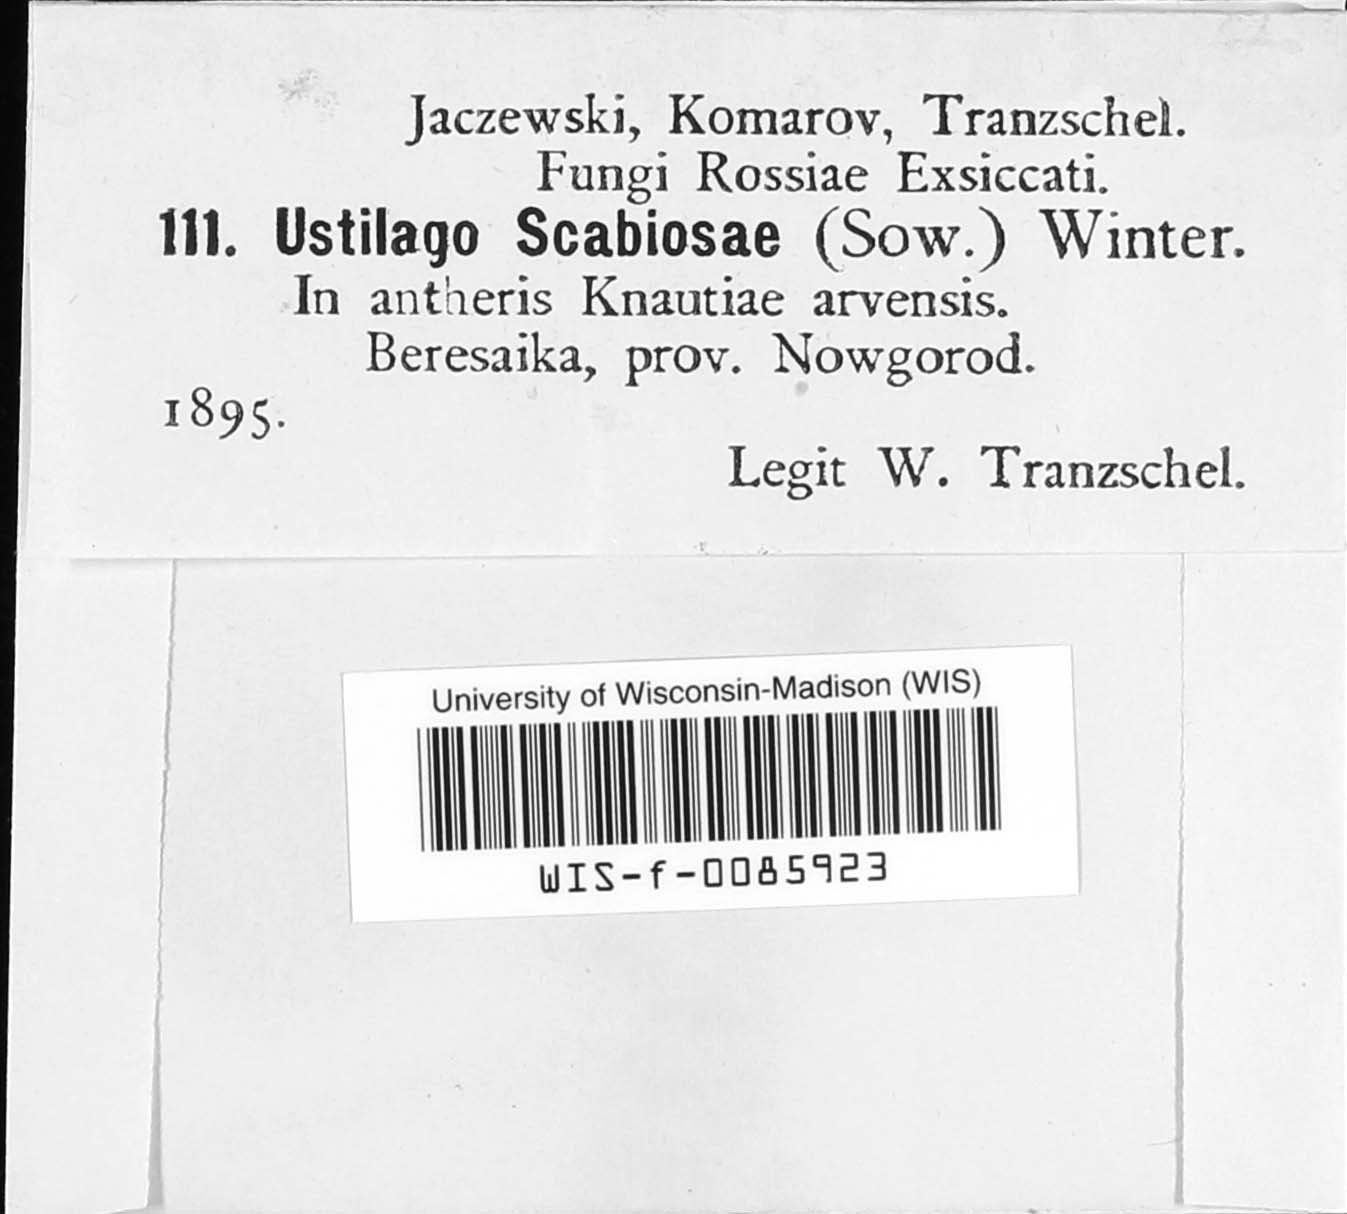 Jaczewski, Komarov, Tranzschel.
Fungi Rossiae Exsiccati.
111. Ustilago Scabiosae (Sow.) Winter.
In antheris Knautiae arvensis.
Beresaika, prov. Nowgorod.
1895.
Legit W. Tranzschel.
University of Wisconsin-Madison (WIS)
WIS-f-0085923